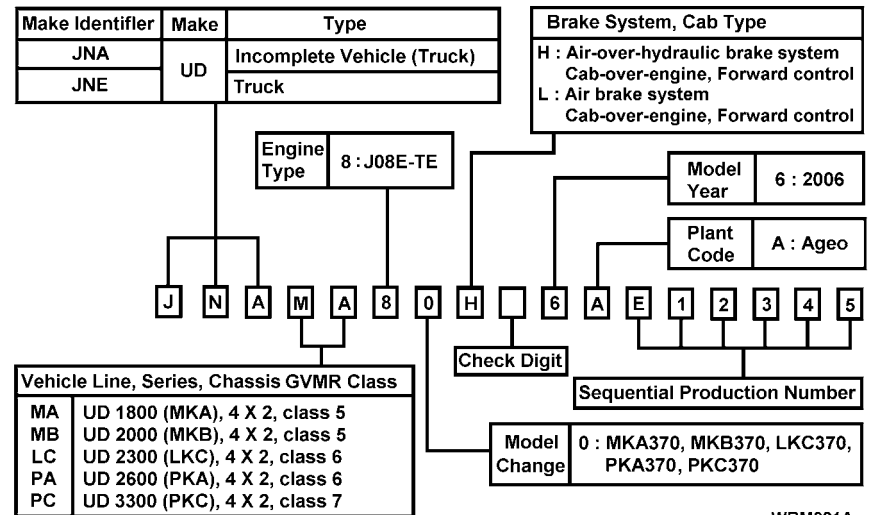 Make Identifier Make Type
JNA UD Incomplete Vehicle (Truck)
JNE Truck
Brake System, Cab Type
H : Air-over-hydraulic brake system
Cab-over-engine, Forward control
L : Air brake system
Cab-over-engine, Forward control
Engine
Type
8 : J08E-TE
Model
Year
6 : 2006
Plant
Code
A : Ageo
J N A M A 8 0 H 6 A E 1 2 3 4 5
Check Digit
Sequential Production Number
Vehicle Line, Series, Chassis GVMR Class
MA UD 1800 (MKA), 4 X 2, class 5
MB UD 2000 (MKB), 4 X 2, class 5
LC UD 2300 (LKC), 4 X 2, class 6
PA UD 2600 (PKA), 4 X 2, class 6
PC UD 3300 (PKC), 4 X 2, class 7
Model
Change
0 : MKA370, MKB370, LKC370,
PKA370, PKC370